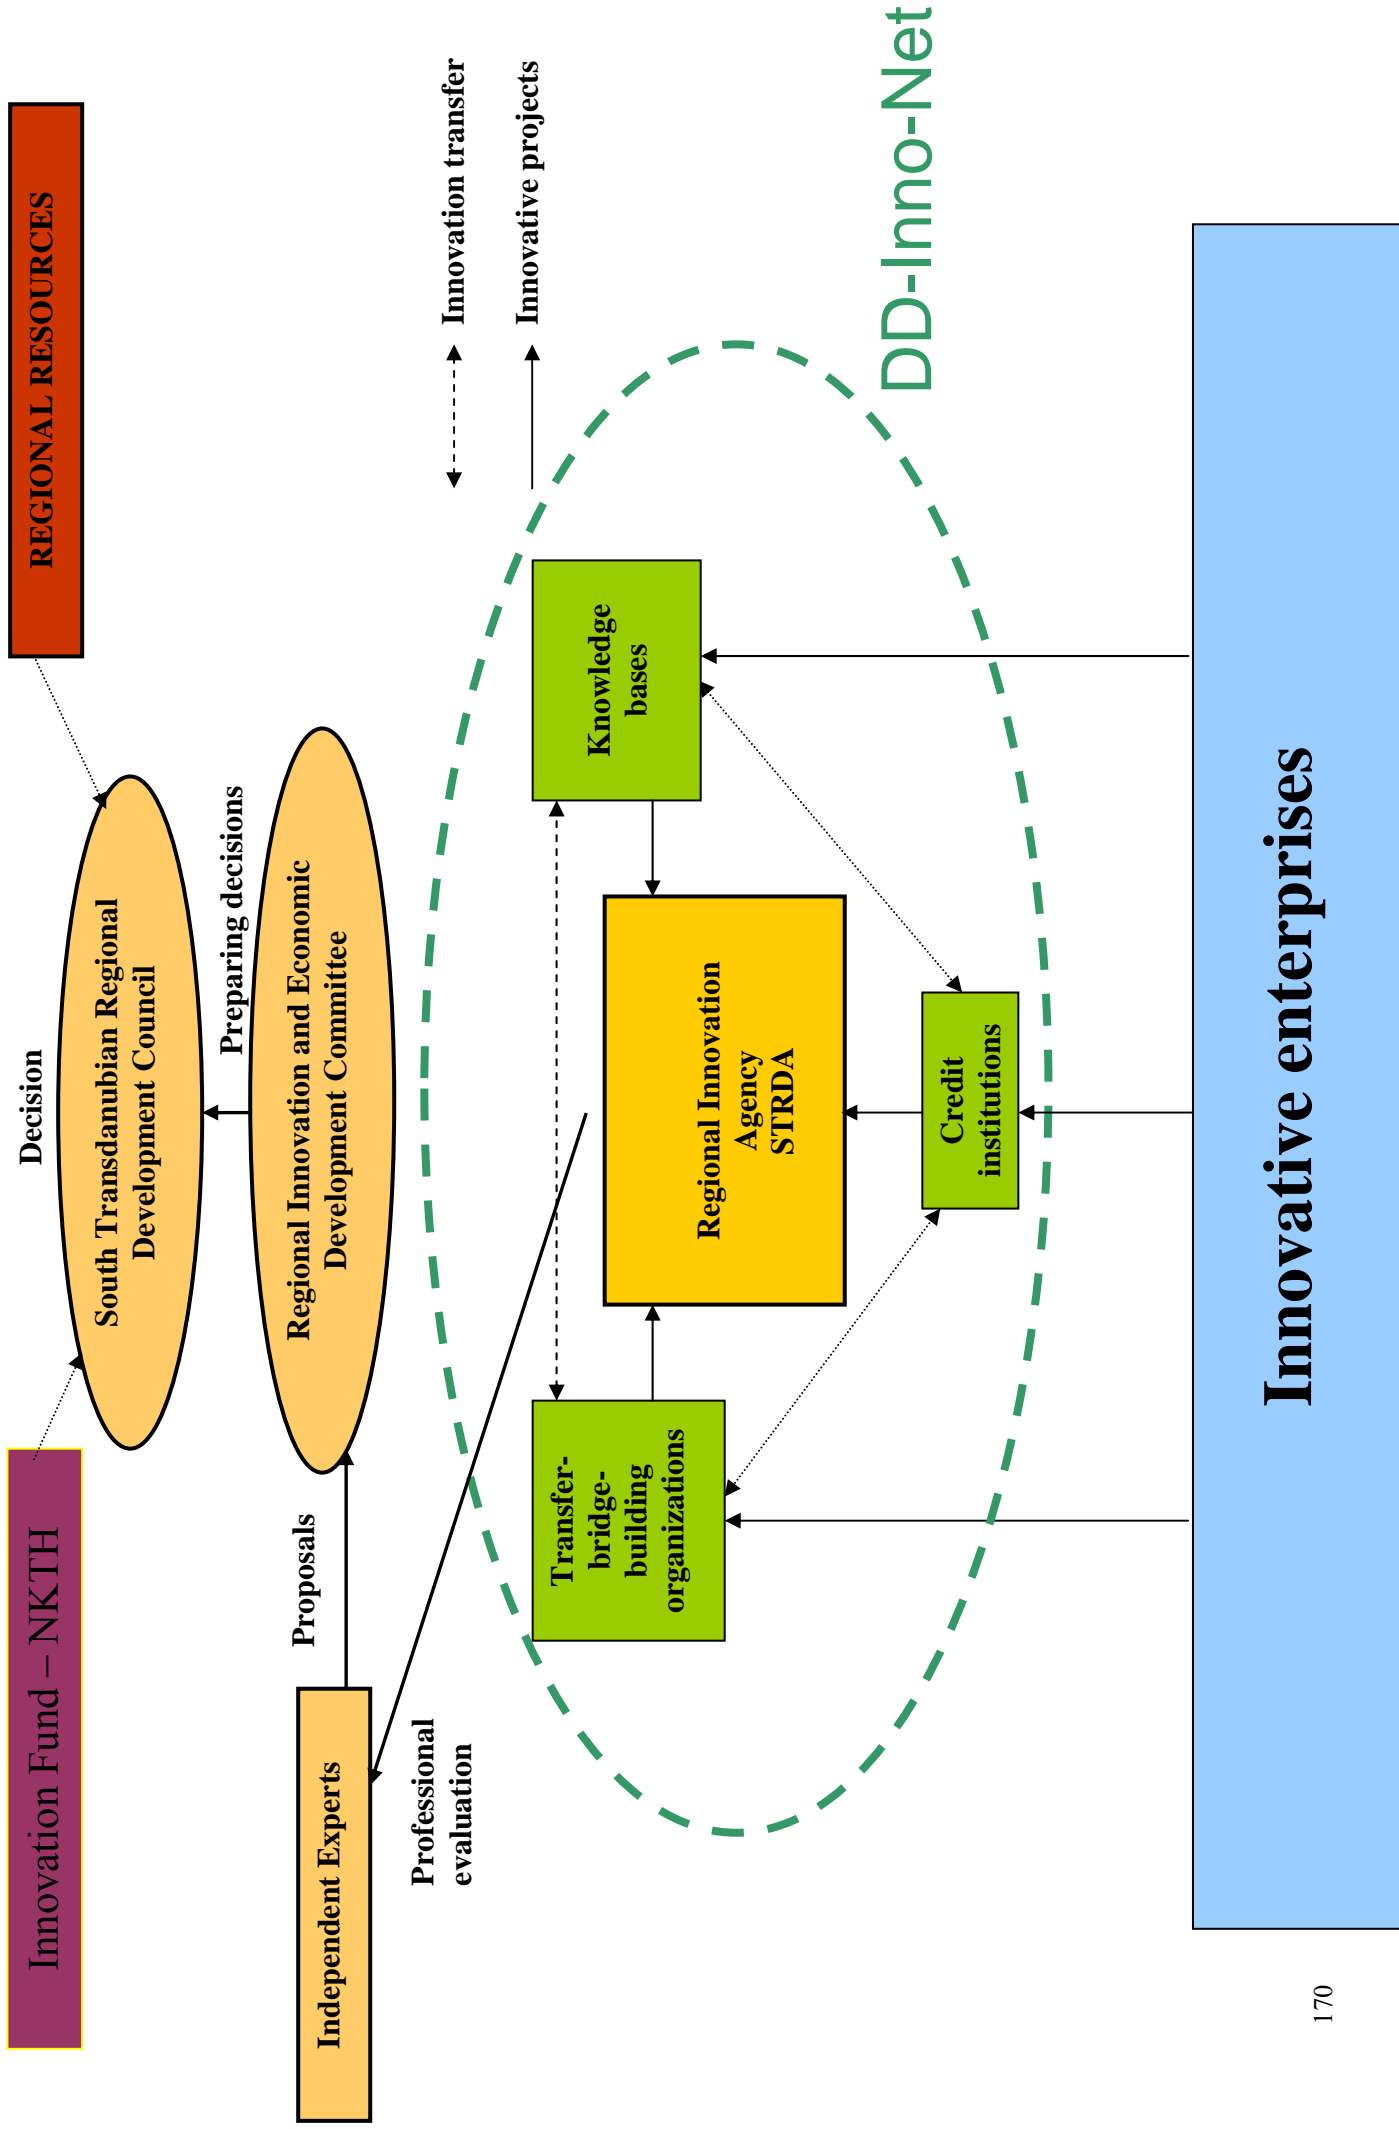 Innovation Fund – NKTH
Decision
REGIONAL RESOURCES
South Transdanubian Regional
Development Council
Preparing decisions
Independent Experts
Proposals
Regional Innovation and Economic
Development Committee
Professional
evaluation
Innovation transfer
Innovative projects
Transfer-
bridge-
building
organizations
Knowledge
bases
Regional Innovation
Agency
STRDA
Credit
institutions
DD-Inno-Net
Innovative enterprises
170